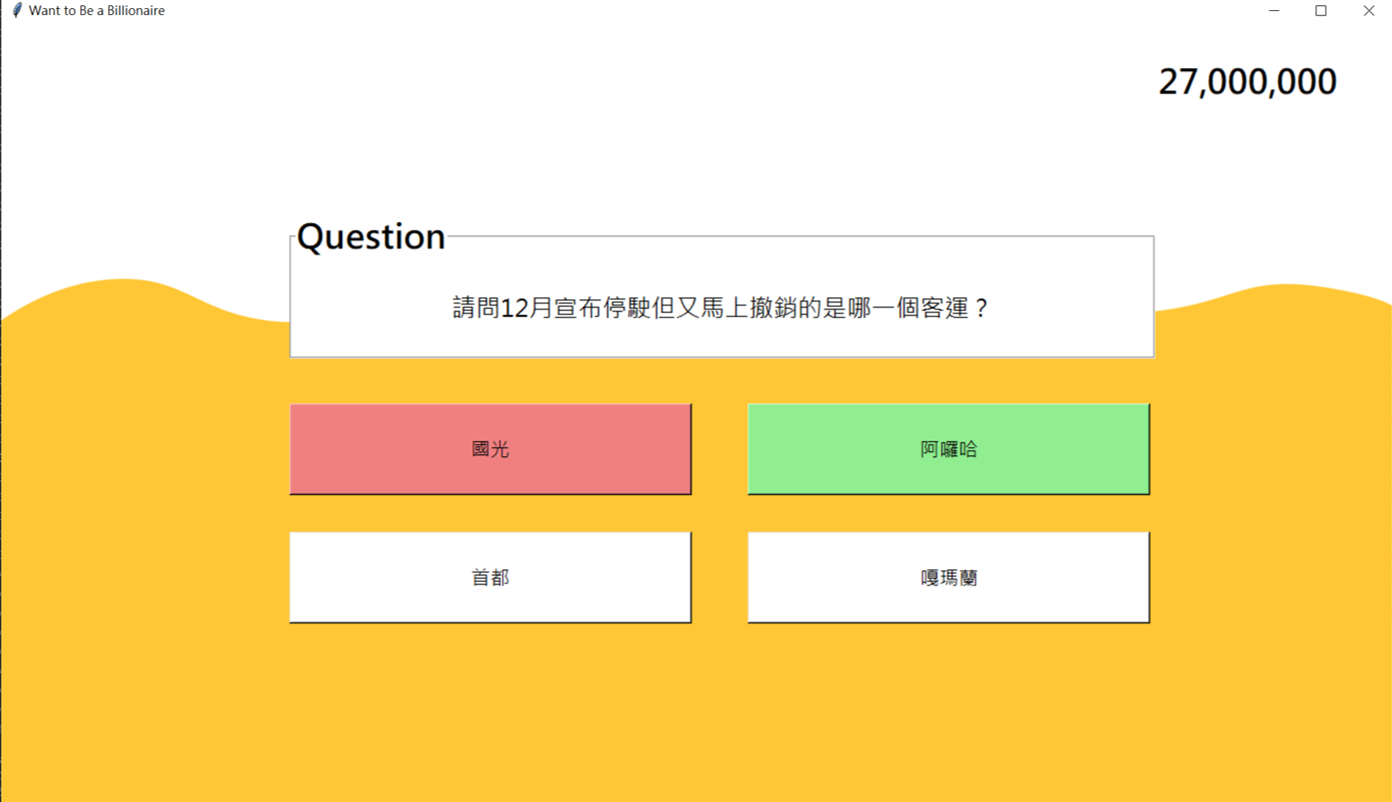 Want to Be a Billionaire
27,000,000
Question
請問12月宣布停駛但又馬上撤銷的是哪一個客運？
國光
阿囉哈
首都
嘎瑪蘭